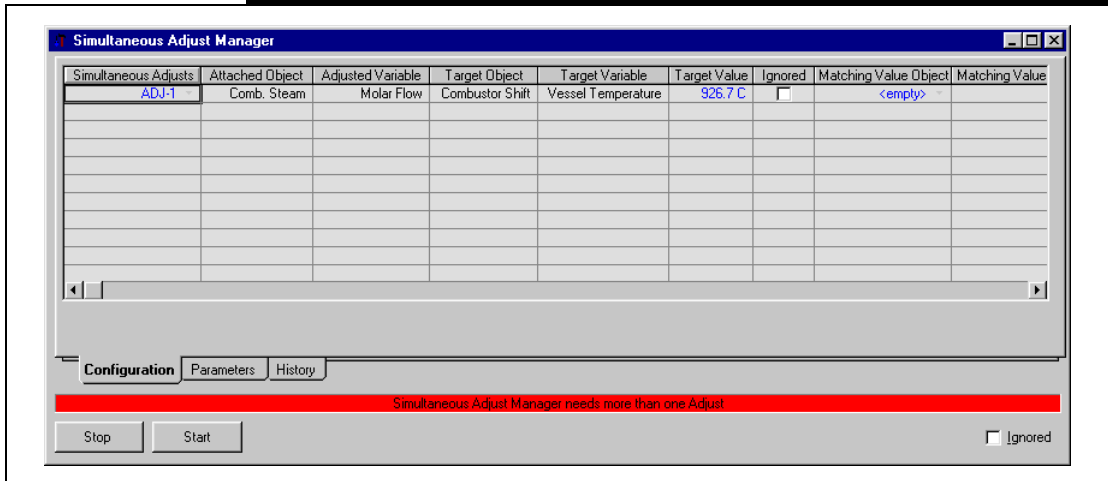 Simultaneous Adjust Manager
Simultaneous Adjusts Attached Object Adjusted Variable Target Object Target Variable Target Value Ignored Matching Value Object Matching Value
ADJ-1 Comb. Steam Molar Flow Combustor Shift Vessel Temperature 926.7 C <empty>
Configuration Parameters History
Simultaneous Adjust Manager needs more than one Adjust
Stop Start Ignored